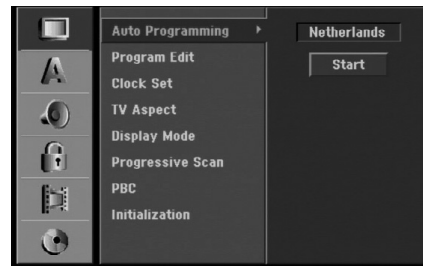 Auto Programming
Program Edit
Clock Set
TV Aspect
Display Mode
Progressive Scan
PBC
Initialization
Netherlands
Start